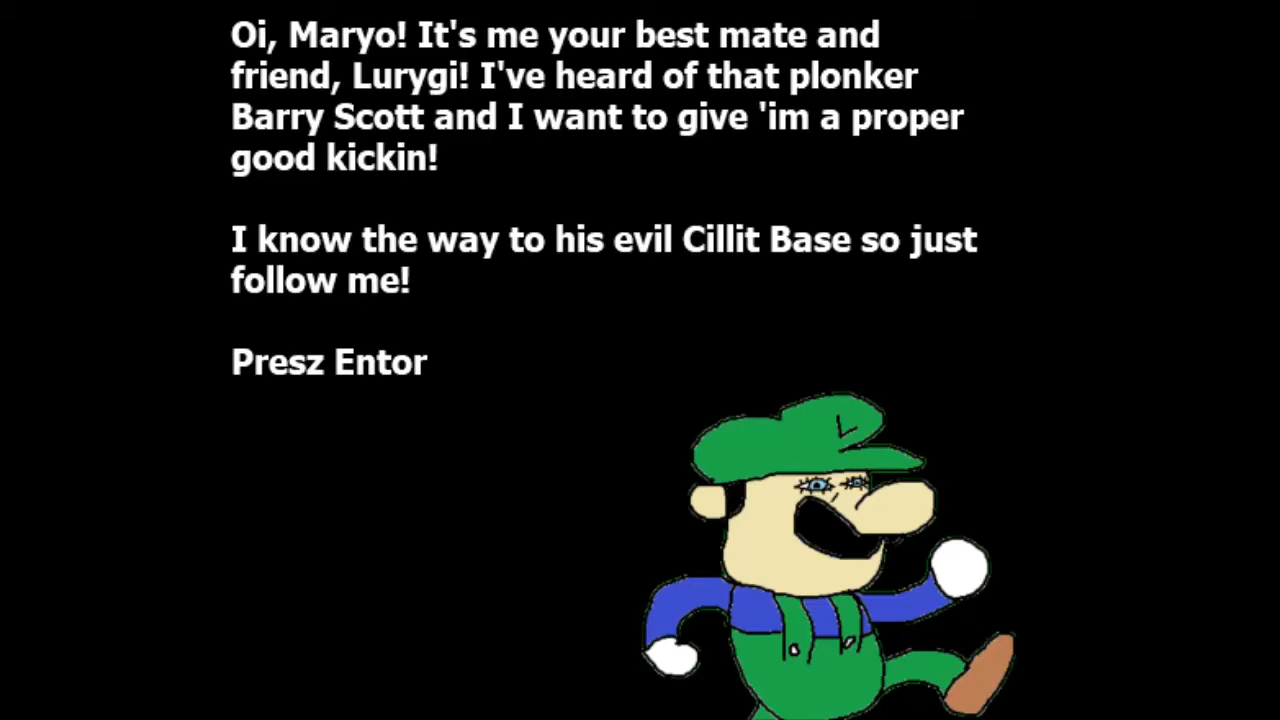 Oi, Maryo! It's me your best mate and
friend, Lurygi! I've heard of that plonker
Barry Scott and I want to give 'im a proper
good kickin!
I know the way to his evil Cillit Base so just
follow me!
Presz Entor